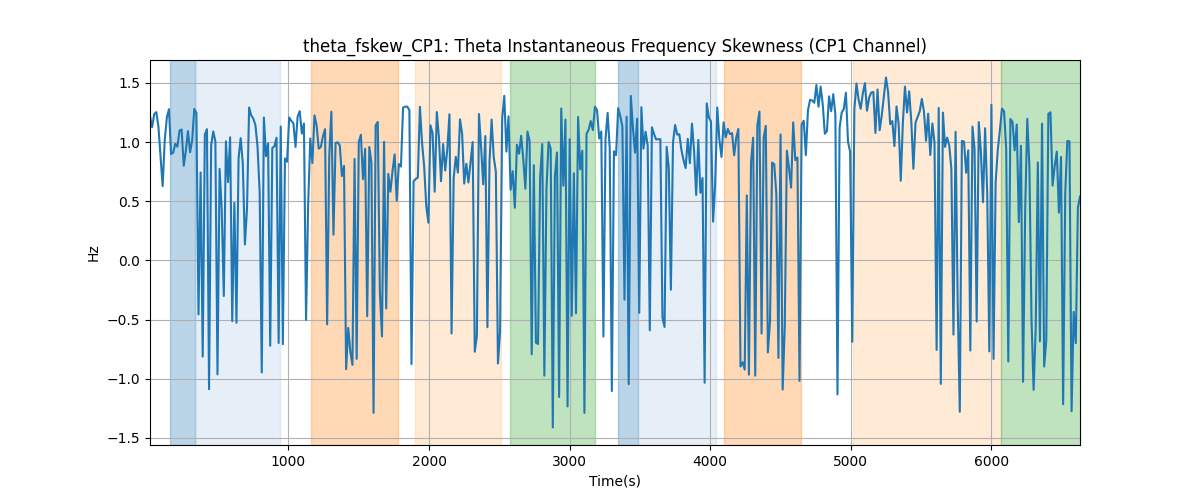 theta_fskew_CP1: Theta Instantaneous Frequency Skewness (CP1 Channel)
1.5
1.0
0.5
0.0
−0.5
−1.0
−1.5
Hz
1000 2000 3000 4000 5000 6000
Time(s)